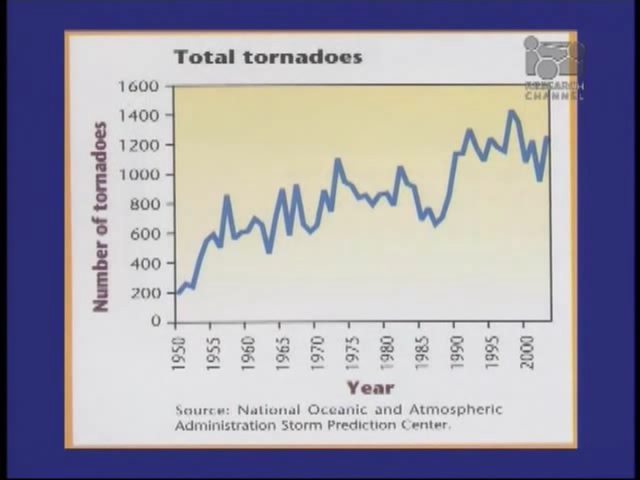 Total tornadoes
RESEARCH
CHANNEL
Number of tornadoes
1600
1400
1200
1000
800
600
400
200
0
1950
1955
1960
1965
1970
1975
1980
1985
1990
1995
2000
Year
Source: National Oceanic and Atmospheric
Administration Storm Prediction Center.